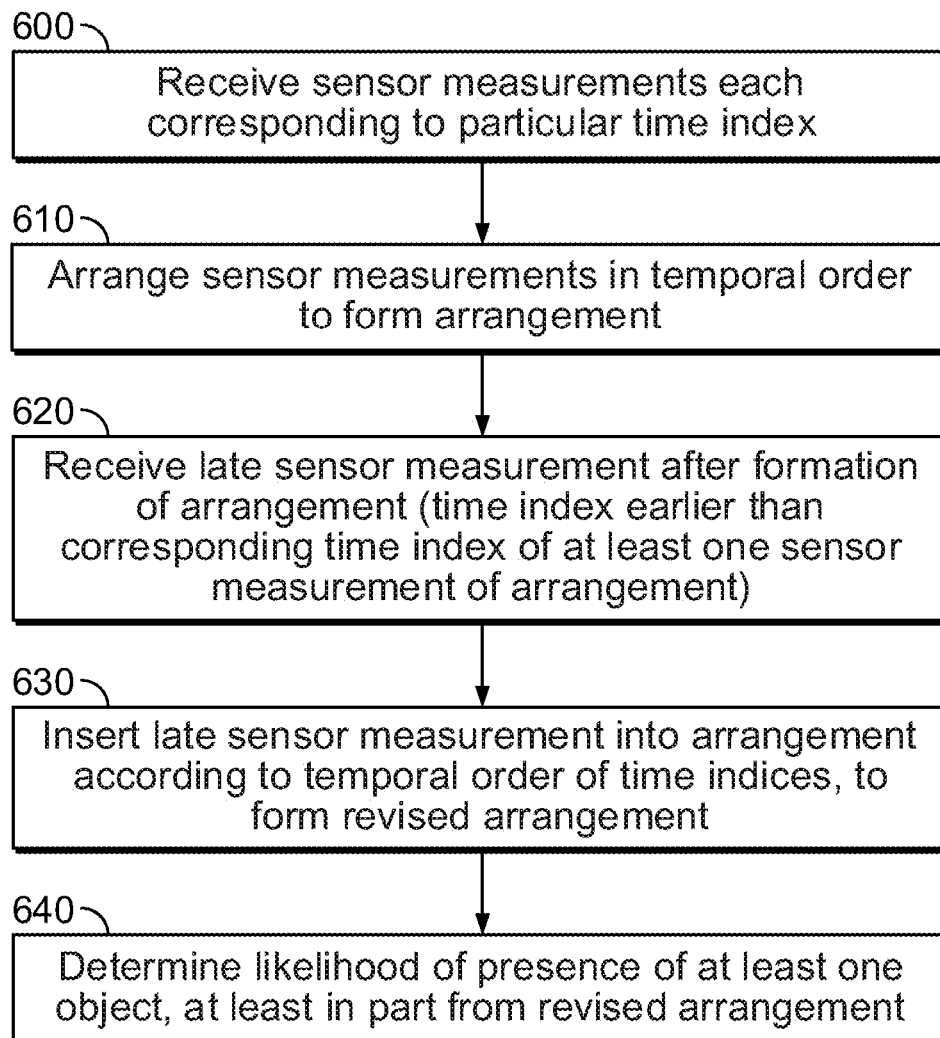 600
Receive sensor measurements each
corresponding to particular time index
610
Arrange sensor measurements in temporal order
to form arrangement
620
Receive late sensor measurement after formation
of arrangement (time index earlier than
corresponding time index of at least one sensor
measurement of arrangement)
630
Insert late sensor measurement into arrangement
according to temporal order of time indices, to
form revised arrangement
640
Determine likelihood of presence of at least one
object, at least in part from revised arrangement